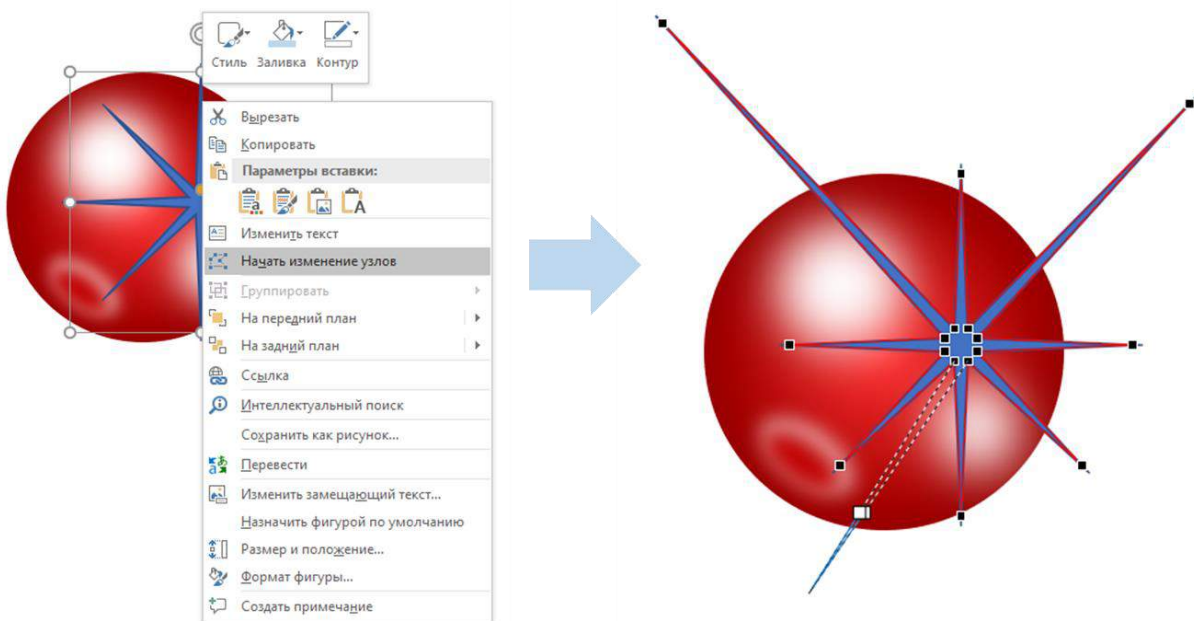 Стиль Заливка Контур
Вырезать
Копировать
Параметры вставки:
Изменить текст
Начать изменение узлов
Группировать
На передний план
На задний план
Ссылка
Интеллектуальный поиск
Сохранить как рисунок...
Перевести
Изменить замещающий текст...
Назначить фигурой по умолчанию
Размер и положение...
Формат фигуры...
Создать примечание